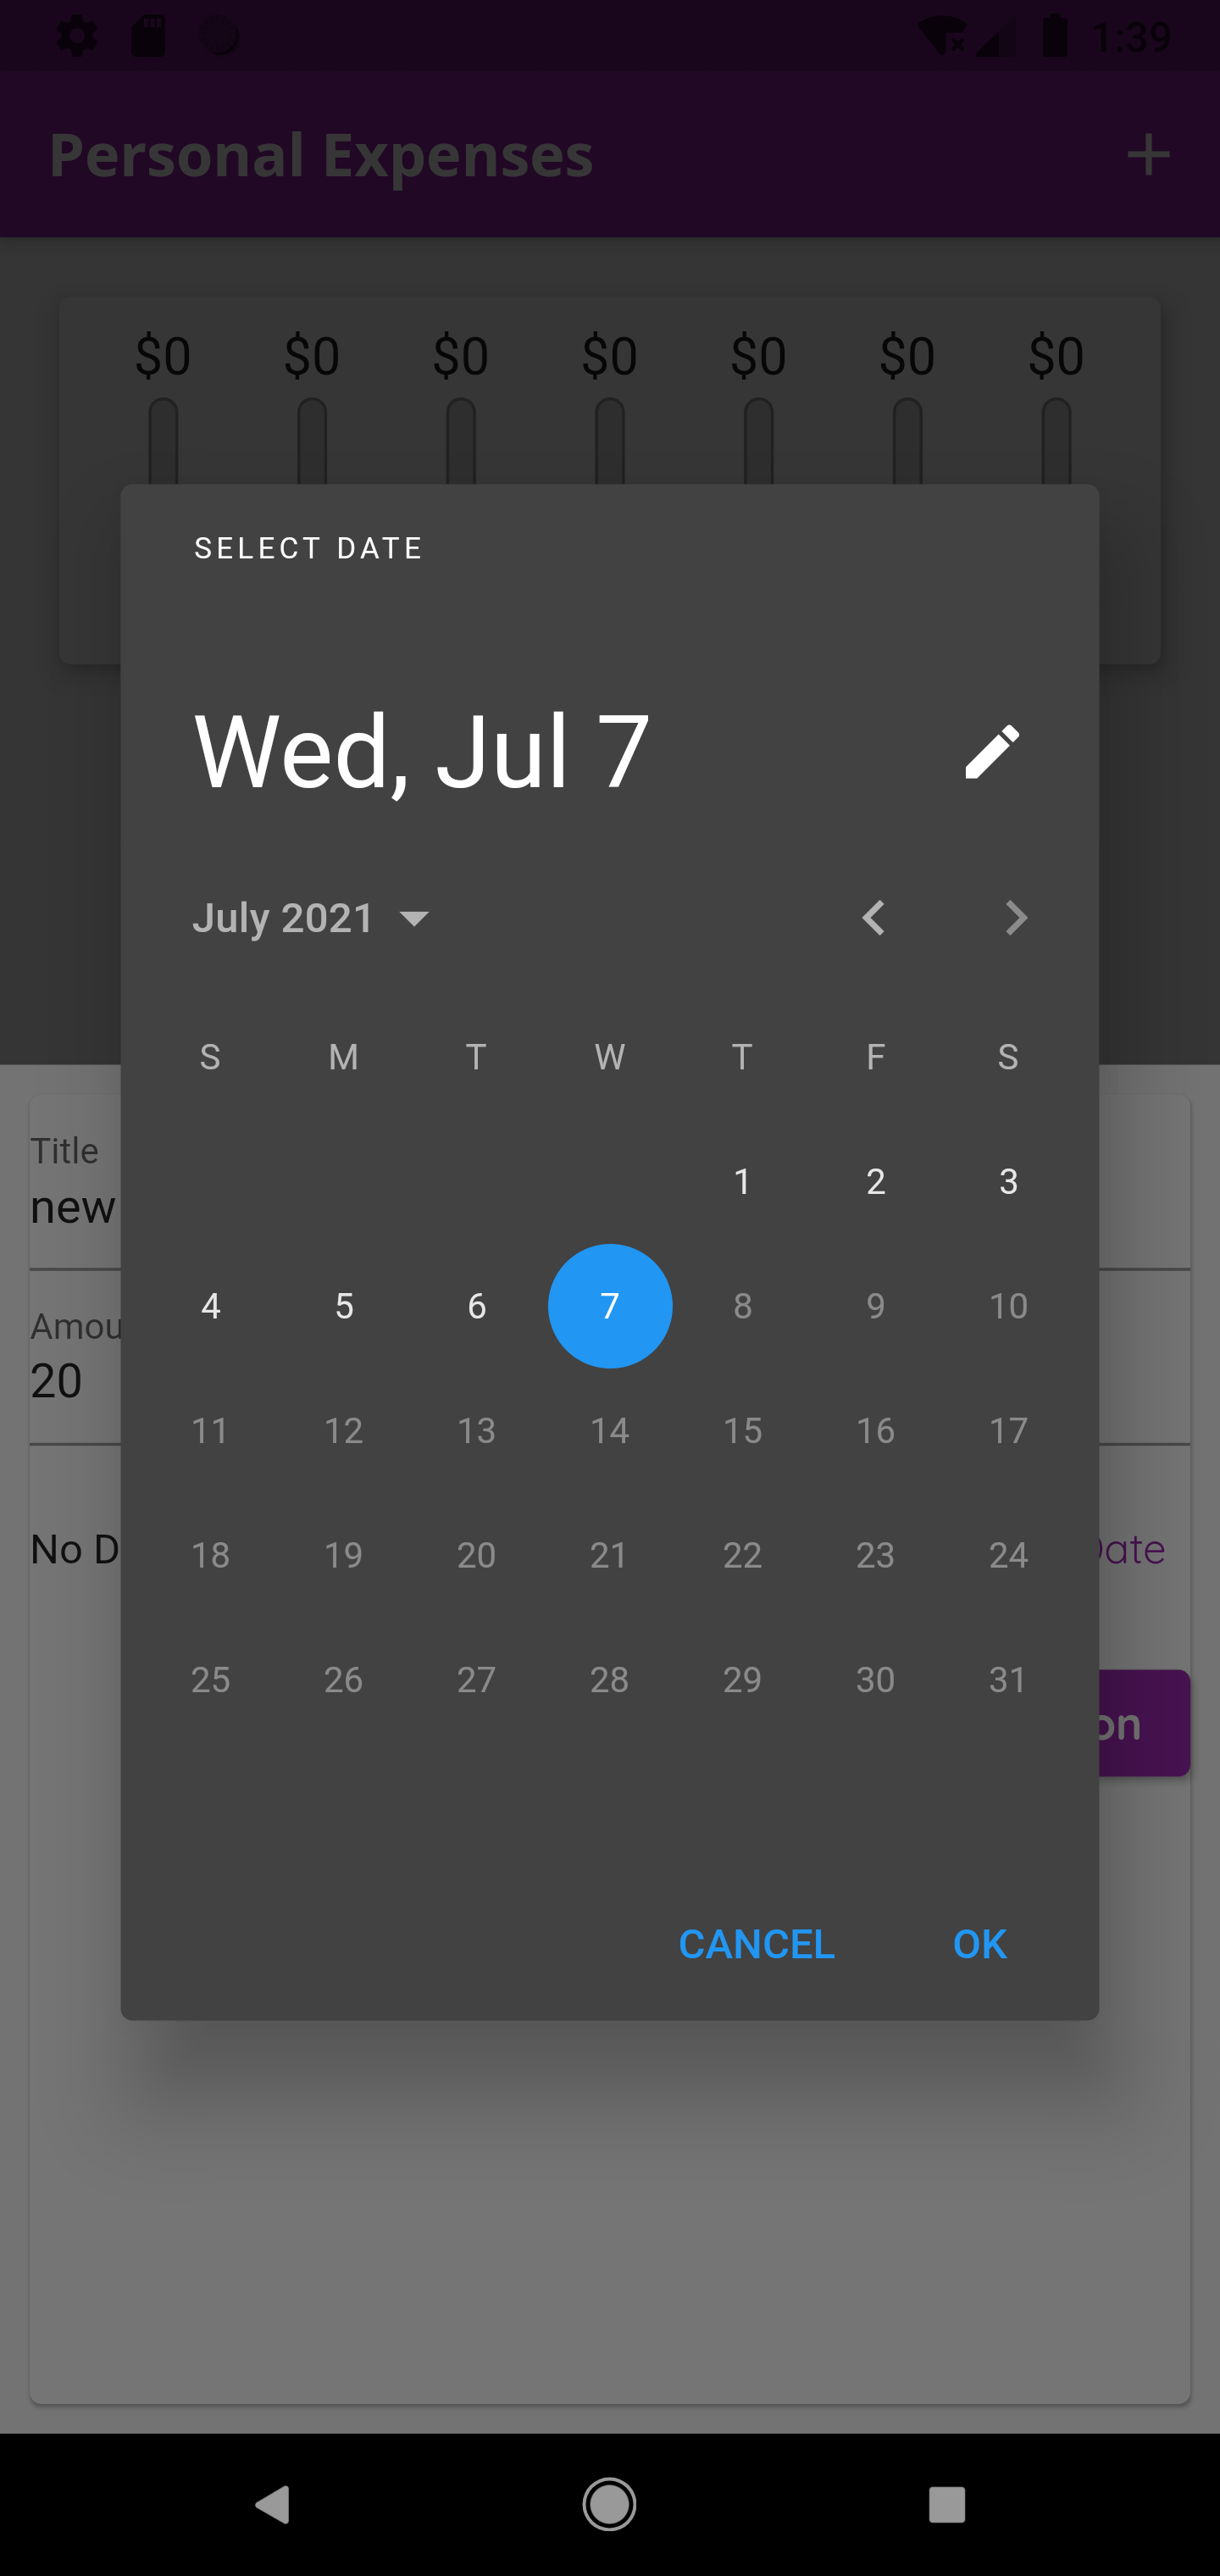 1:39
Personal Expenses
$0 $0 $0 $0 $0 $0 $0
SELECT DATE
Wed, Jul 7
July 2021
S M T W T F S
1 2 3
4 5 6 7 8 9 10
11 12 13 14 15 16 17
18 19 20 21 22 23 24
25 26 27 28 29 30 31
CANCEL OK
Title
new
Amou
20
No D
Date
on